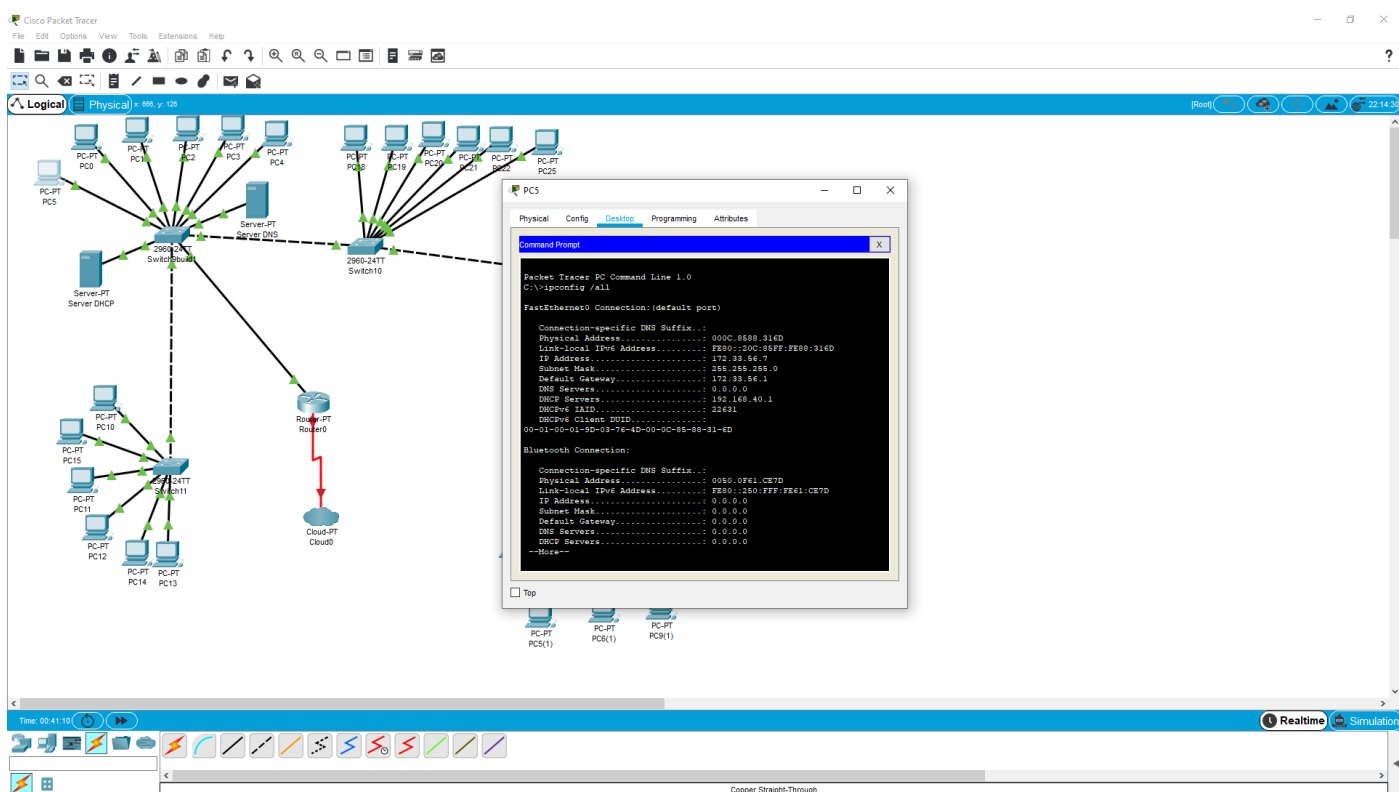 Cisco Packet Tracer
File Edit Options View Tools Extensions Help
?
Logical Physical x: 666, y: 126 [Root] 22:14:30
PC-PT
PC0
PC-PT
PC1
PC-PT
PC2
PC-PT
PC3
PC-PT
PC4
PC-PT
PC18
PC-PT
PC19
PC-PT
PC20
PC-PT
PC21
PC-PT
PC22
PC-PT
PC25
PC-PT
PC5
Server-PT
Server DNS
2960-24TT
2960-24TT
Switch10
Server-PT
Server DHCP
Router-PT
Router0
PC-PT
PC10
PC-PT
PC15
2960-24TT
Switch11
PC-PT
PC11
PC-PT
PC12
PC-PT
PC14
PC-PT
PC13
Cloud-PT
Cloud0
PC5
Physical Config Desktop Programming Attributes
Command Prompt X
Packet Tracer PC Command Line 1.0
C:\>ipconfig /all
FastEthernet0 Connection:(default port)
Connection-specific DNS Suffix..:
Physical Address................: 000C.8588.316D
Link-local IPv6 Address.........: FE80::20C:85FF:FE88:316D
IP Address......................: 172.33.56.7
Subnet Mask.....................: 255.255.255.0
Default Gateway.................: 172.33.56.1
DNS Servers.....................: 0.0.0.0
DHCP Servers....................: 192.168.40.1
DHCPv6 IAID.....................: 22631
DHCPv6 Client DUID..............:
00-01-00-01-9D-03-76-4D-00-0C-85-88-31-6D
Bluetooth Connection:
Connection-specific DNS Suffix..:
Physical Address................: 0050.0F61.CE7D
Link-local IPv6 Address.........: FE80::250:FFF:FE61:CE7D
IP Address......................: 0.0.0.0
Subnet Mask.....................: 0.0.0.0
Default Gateway.................: 0.0.0.0
DNS Servers.....................: 0.0.0.0
DHCP Servers....................: 0.0.0.0
--More--
Top
PC-PT
PC5(1)
PC-PT
PC6(1)
PC-PT
PC9(1)
Time: 00:41:10 Realtime Simulation
Copper Straight-Through